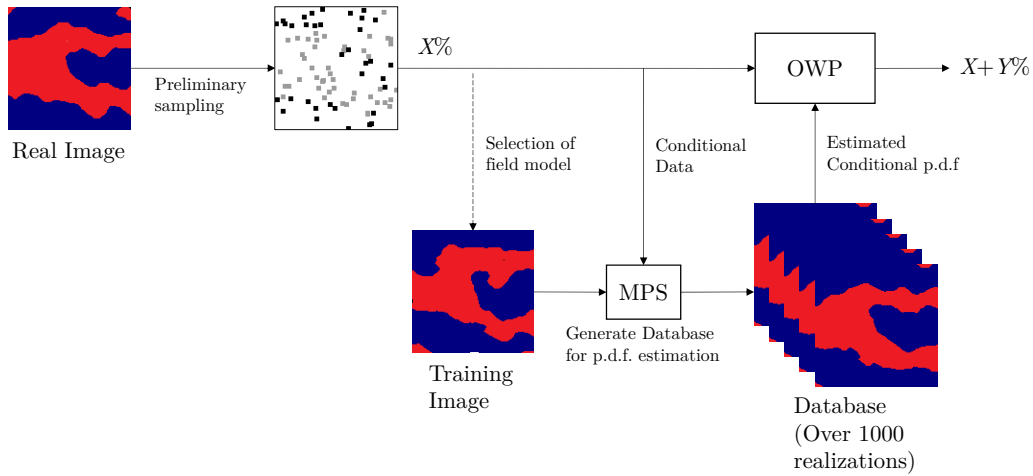 X%
OWP
X+Y%
Preliminary
sampling
Real Image
Selection of
field model
Conditional
Data
Estimated
Conditional p.d.f
MPS
Generate Database
for p.d.f. estimation
Training
Image
Database
(Over 1000
realizations)